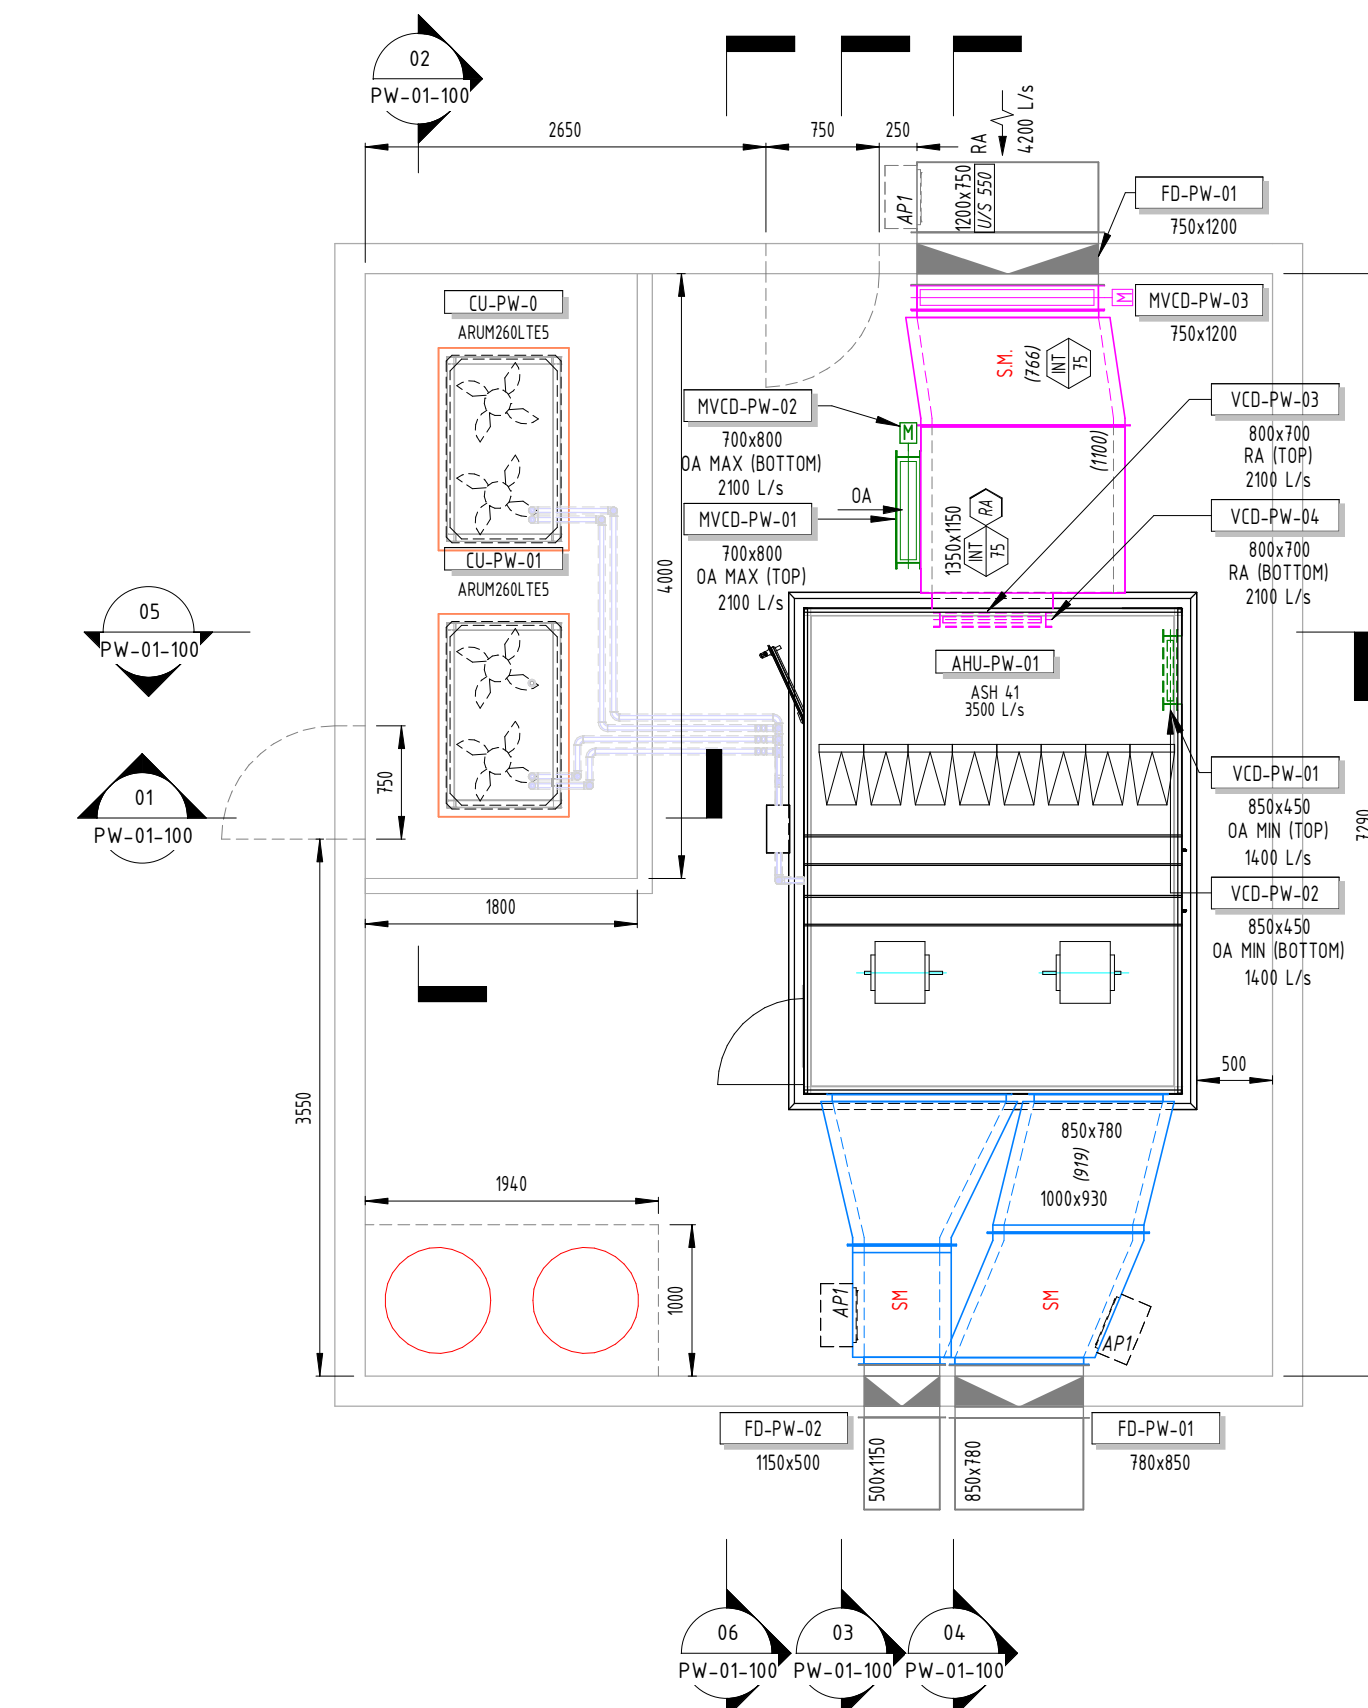 02
PW-01-100
2650
750
250
RA
4200 L/s
AP1
1200x750
U/S 550
FD-PW-01
750x1200
CU-PW-0
ARUM260LTE5
M
MVCD-PW-03
750x1200
S.M.
(766)
INT
75
MVCD-PW-02
700x800
OA MAX (BOTTOM)
2100 L/s
M
VCD-PW-03
800x700
RA (TOP)
2100 L/s
(1100)
OA
MVCD-PW-01
700x800
OA MAX (TOP)
2100 L/s
1350x1150
RA
INT
75
VCD-PW-04
800x700
RA (BOTTOM)
2100 L/s
CU-PW-01
ARUM260LTE5
4000
05
PW-01-100
AHU-PW-01
ASH 41
3500 L/s
750
01
PW-01-100
VCD-PW-01
850x450
OA MIN (TOP)
1400 L/s
7290
VCD-PW-02
850x450
OA MIN (BOTTOM)
1400 L/s
1800
500
3550
850x780
(919)
1000x930
1940
1000
AP1
SM
SM
AP1
FD-PW-02
1150x500
500x1150
850x780
FD-PW-01
780x850
06
PW-01-100
03
PW-01-100
04
PW-01-100